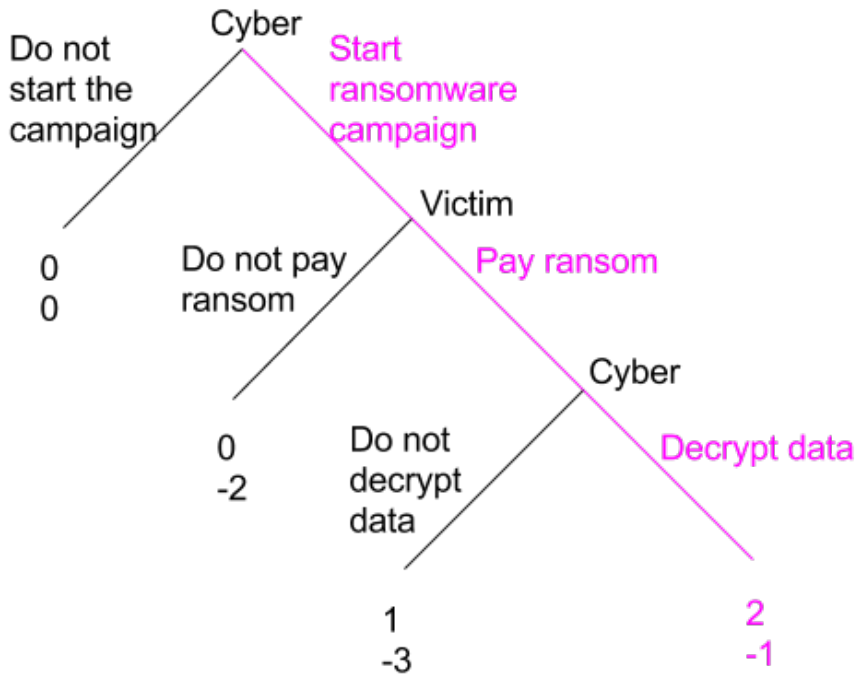 Cyber
Do not
start the
campaign
Start
ransomware
campaign
Victim
0
0
Do not pay
ransom
Pay ransom
Cyber
0
-2
Do not
decrypt
data
Decrypt data
1
-3
2
-1